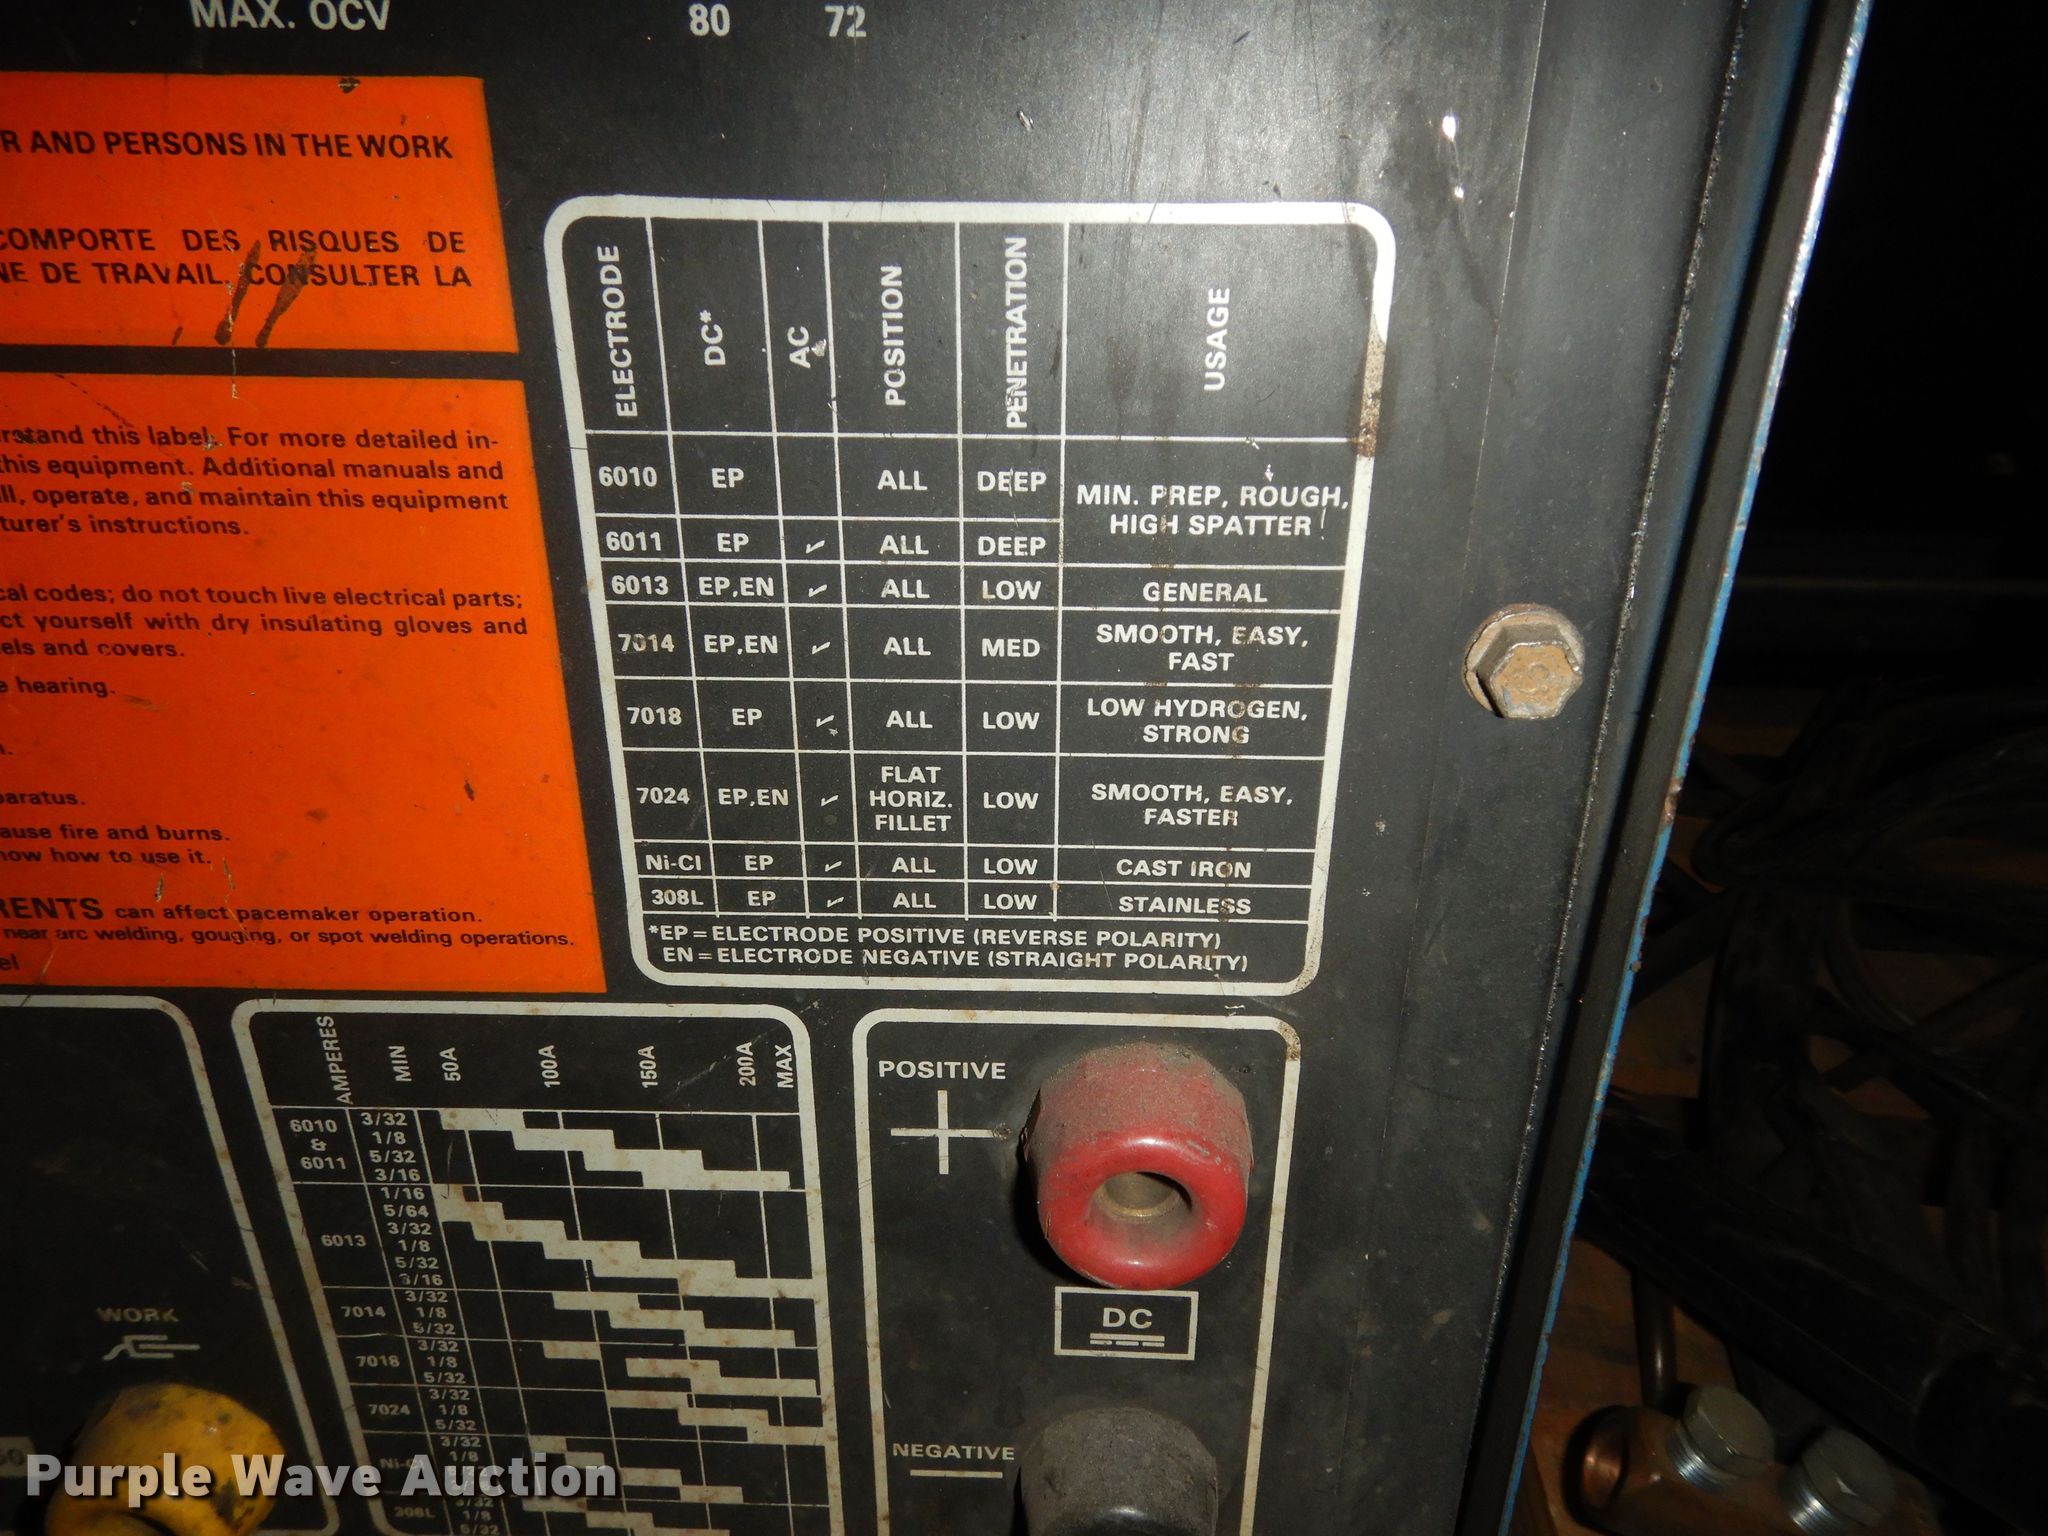 MAX. OCV 80 72
R AND PERSONS IN THE WORK
COMPORTE DES RISQUES DE
NE DE TRAVAIL. CONSULTER LA
this label. For more detailed in-
this equipment. Additional manuals and
operate, and maintain this equipment
instructions.
codes; do not touch live electrical parts;
yourself with dry insulating gloves and
and covers.
hearing.
cause fire and burns.
how to use it.
can affect pacemaker operation.
near arc welding, gouging, or spot welding operations.
ELECTRODE DC* AC POSITION PENETRATION USAGE
6010 EP ALL DEEP MIN. PREP, ROUGH,
HIGH SPATTER
6011 EP ✓ ALL DEEP
6013 EP,EN ✓ ALL LOW GENERAL
7014 EP,EN ✓ ALL MED SMOOTH, EASY,
FAST
7018 EP ✓ ALL LOW LOW HYDROGEN,
STRONG
7024 EP,EN ✓ FLAT
HORIZ.
FILLET LOW SMOOTH, EASY,
FASTER
Ni-Cl EP ✓ ALL LOW CAST IRON
308L EP ✓ ALL LOW STAINLESS
*EP = ELECTRODE POSITIVE (REVERSE POLARITY)
EN = ELECTRODE NEGATIVE (STRAIGHT POLARITY)
WORK
AMPERES MIN 50A 100A 150A 200A MAX
6010
&
6011
3/32
1/8
5/32
3/16
6013
1/16
5/64
3/32
1/8
5/32
3/16
7014
3/32
1/8
5/32
7018
3/32
1/8
5/32
7024
3/32
1/8
5/32
3/32
1/8
308L
3/32
1/8
5/32
POSITIVE
+
DC
NEGATIVE
Purple Wave Auction